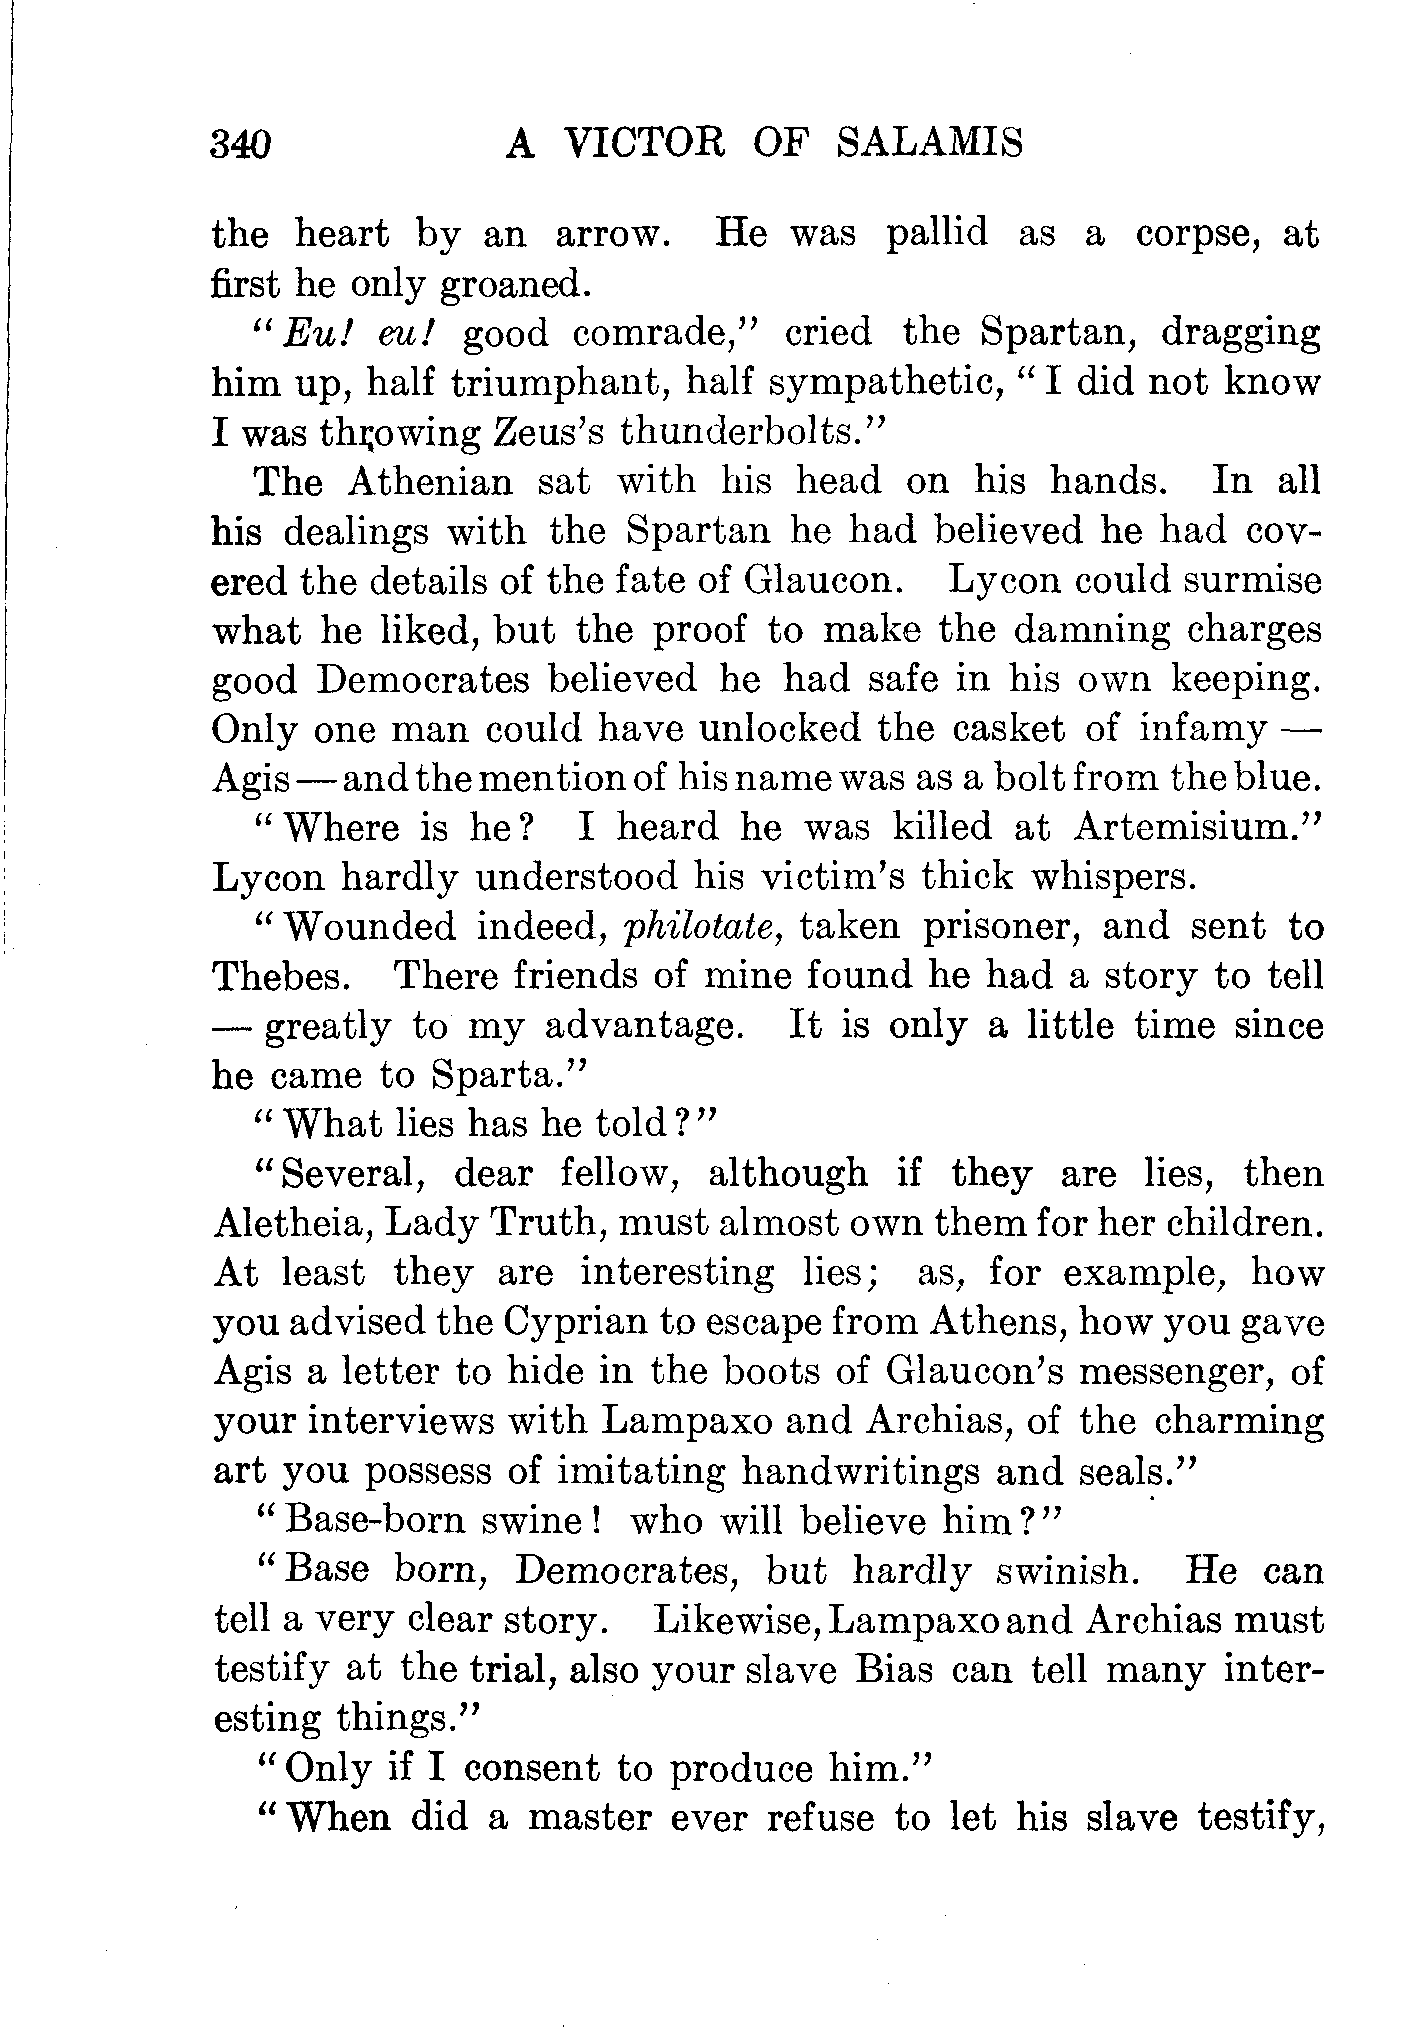 340 A VICTOR OF SALAMIS
the heart by an arrow. He was pallid as a corpse, at
first he only groaned.
"Eu! eu! good comrade," cried the Spartan, dragging
him up, half triumphant, half sympathetic, "I did not know
I was throwing Zeus's thunderbolts."
The Athenian sat with his head on his hands. In all
his dealings with the Spartan he had believed he had cov-
ered the details of the fate of Glaucon. Lycon could surmise
what he liked, but the proof to make the damning charges
good Democrates believed he had safe in his own keeping.
Only one man could have unlocked the casket of infamy —
Agis — and the mention of his name was as a bolt from the blue.
"Where is he? I heard he was killed at Artemisium."
Lycon hardly understood his victim's thick whispers.
"Wounded indeed, philotate, taken prisoner, and sent to
Thebes. There friends of mine found he had a story to tell
— greatly to my advantage. It is only a little time since
he came to Sparta."
"What lies has he told?"
"Several, dear fellow, although if they are lies, then
Aletheia, Lady Truth, must almost own them for her children.
At least they are interesting lies; as, for example, how
you advised the Cyprian to escape from Athens, how you gave
Agis a letter to hide in the boots of Glaucon's messenger, of
your interviews with Lampaxo and Archias, of the charming
art you possess of imitating handwritings and seals."
"Base-born swine! who will believe him?"
"Base born, Democrates, but hardly swinish. He can
tell a very clear story. Likewise, Lampaxo and Archias must
testify at the trial, also your slave Bias can tell many inter-
esting things."
"Only if I consent to produce him."
"When did a master ever refuse to let his slave testify,